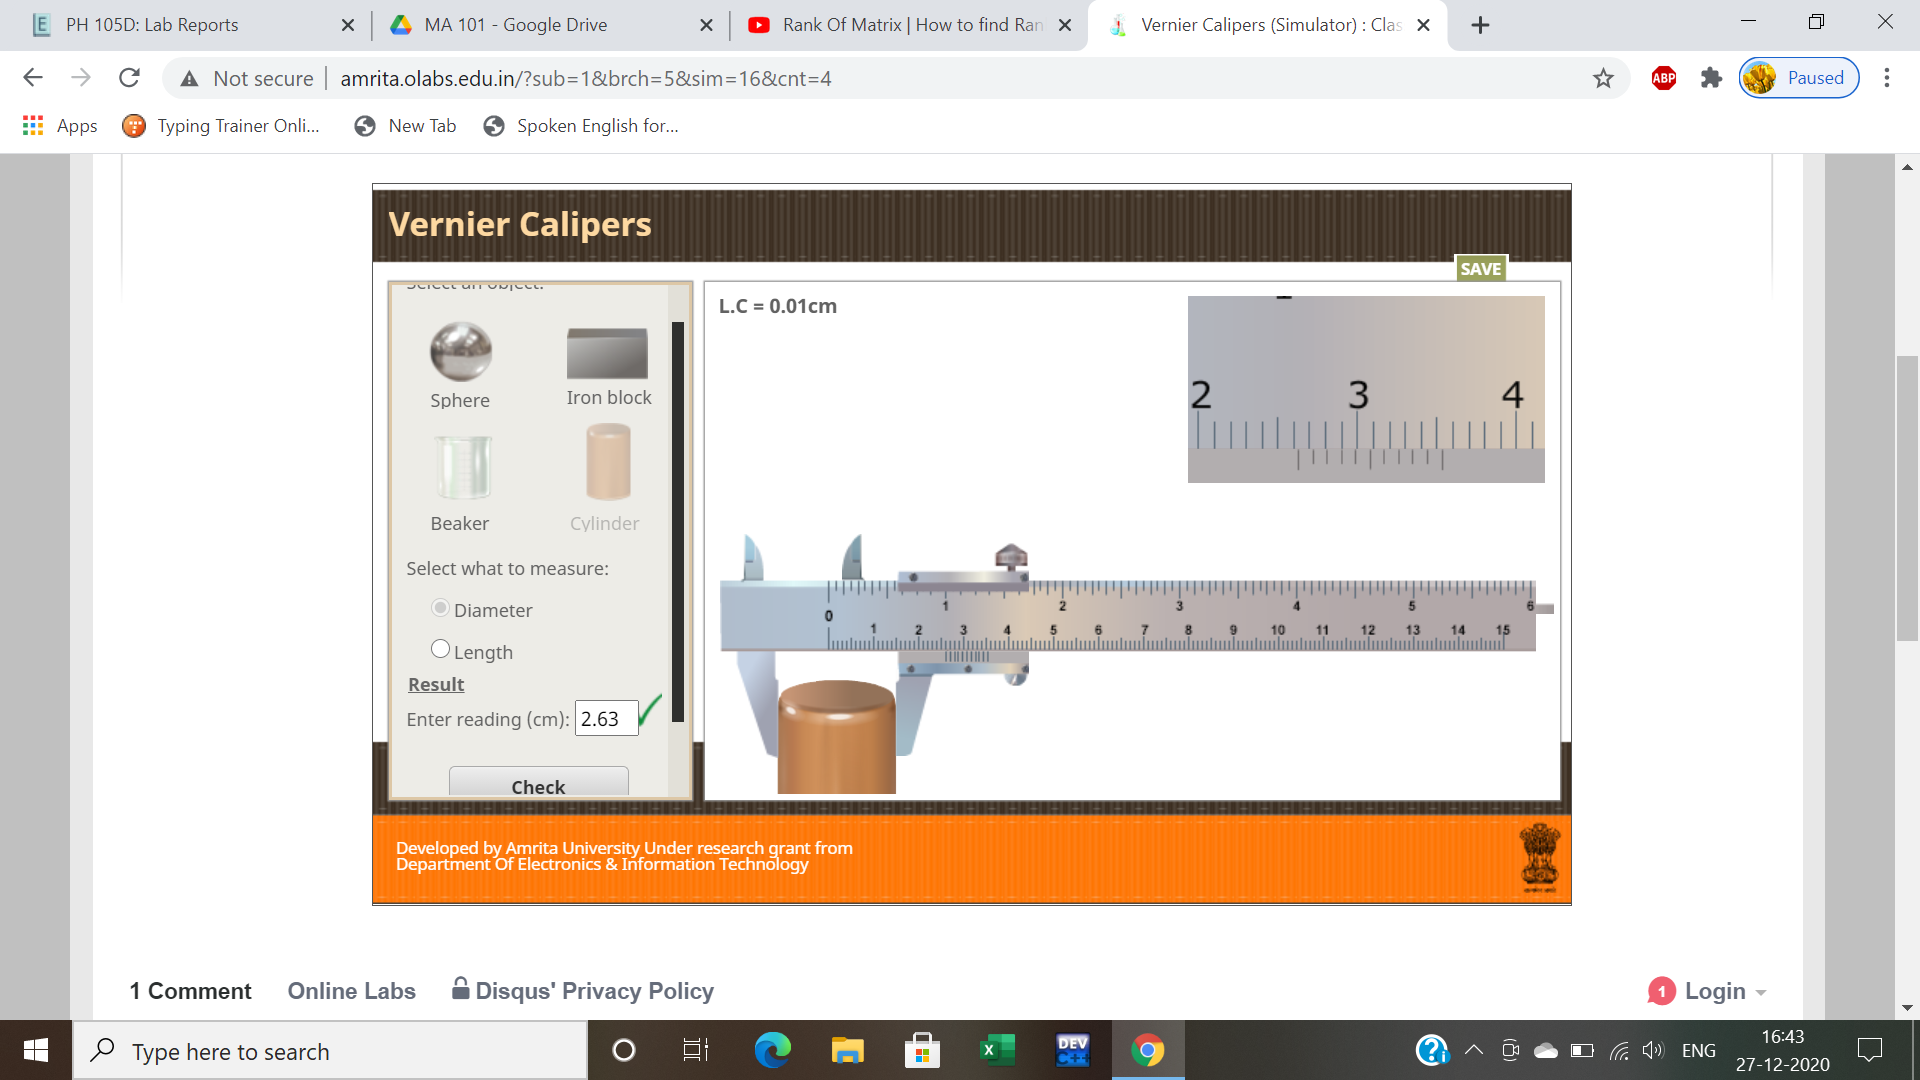 PH 105D: Lab Reports
MA 101 - Google Drive
Rank Of Matrix | How to find Ran
Vernier Calipers (Simulator) : Clas
Not secure
amrita.olabs.edu.in/?sub=1&brch=5&sim=16&cnt=4
ABP
Paused
Apps
Typing Trainer Onli...
New Tab
Spoken English for...
Vernier Calipers
SAVE
Select an object:
Sphere
Iron block
Beaker
Cylinder
Select what to measure:
Diameter
Length
Result
Enter reading (cm): 2.63
Check
L.C = 0.01cm
2 3 4
1 2 3 4 5 6
0
1 2 3 4 5 6 7 8 9 10 11 12 13 14 15
Developed by Amrita University Under research grant from
Department Of Electronics & Information Technology
1 Comment
Online Labs
Disqus' Privacy Policy
1
Login
Type here to search
DEV
C++
ENG
16:43
27-12-2020